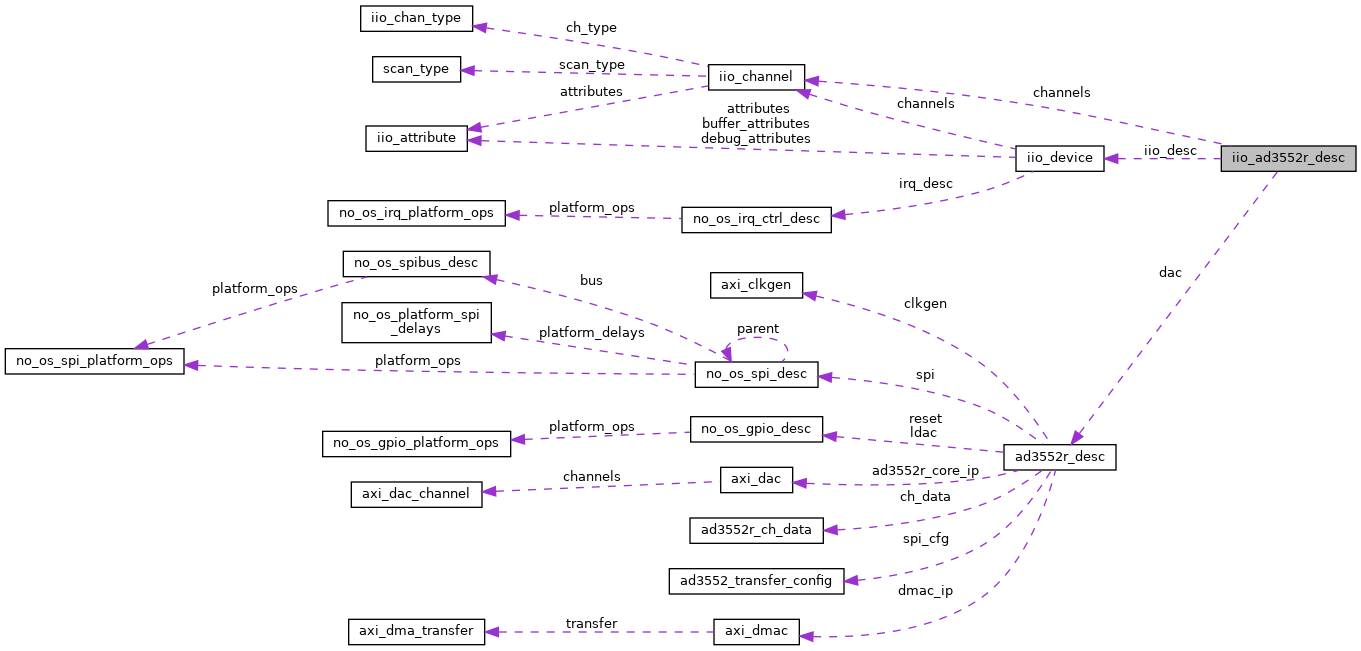 iio_chan_type
ch_type
scan_type
scan_type
iio_channel
attributes
channels
channels
iio_attribute
attributes
buffer_attributes
debug_attributes
iio_device
iio_desc
iio_ad3552r_desc
irq_desc
no_os_irq_platform_ops
platform_ops
no_os_irq_ctrl_desc
no_os_spibus_desc
bus
platform_ops
axi_clkgen
clkgen
dac
no_os_platform_spi
_delays
platform_delays
parent
no_os_spi_platform_ops
platform_ops
no_os_spi_desc
spi
no_os_gpio_platform_ops
platform_ops
no_os_gpio_desc
reset
ldac
ad3552r_desc
axi_dac_channel
channels
axi_dac
ad3552r_core_ip
ad3552r_ch_data
ch_data
ad3552_transfer_config
spi_cfg
dmac_ip
axi_dma_transfer
transfer
axi_dmac